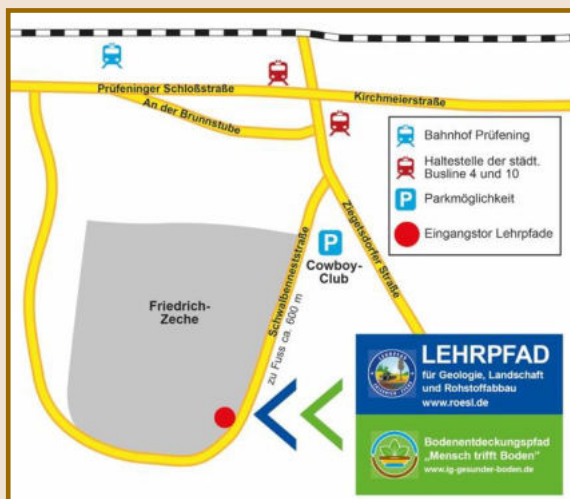 Prüfeninger Schloßstraße
Kirchmeierstraße
An der Brunnstube
Bahnhof Prüfening
Haltestelle der städt.
Busline 4 und 10
Parkmöglichkeit
Eingangstor Lehrpfade
Ziegetsdorfer Straße
Schwalbenneststraße
zu Fuss ca. 600 m
P
Cowboy-
Club
Friedrich-
Zeche
LEHRPFAD
für Geologie, Landschaft
und Rohstoffabbau
www.roesl.de
Bodenentdeckungspfad
„Mensch trifft Boden“
www.ig-gesunder-boden.de